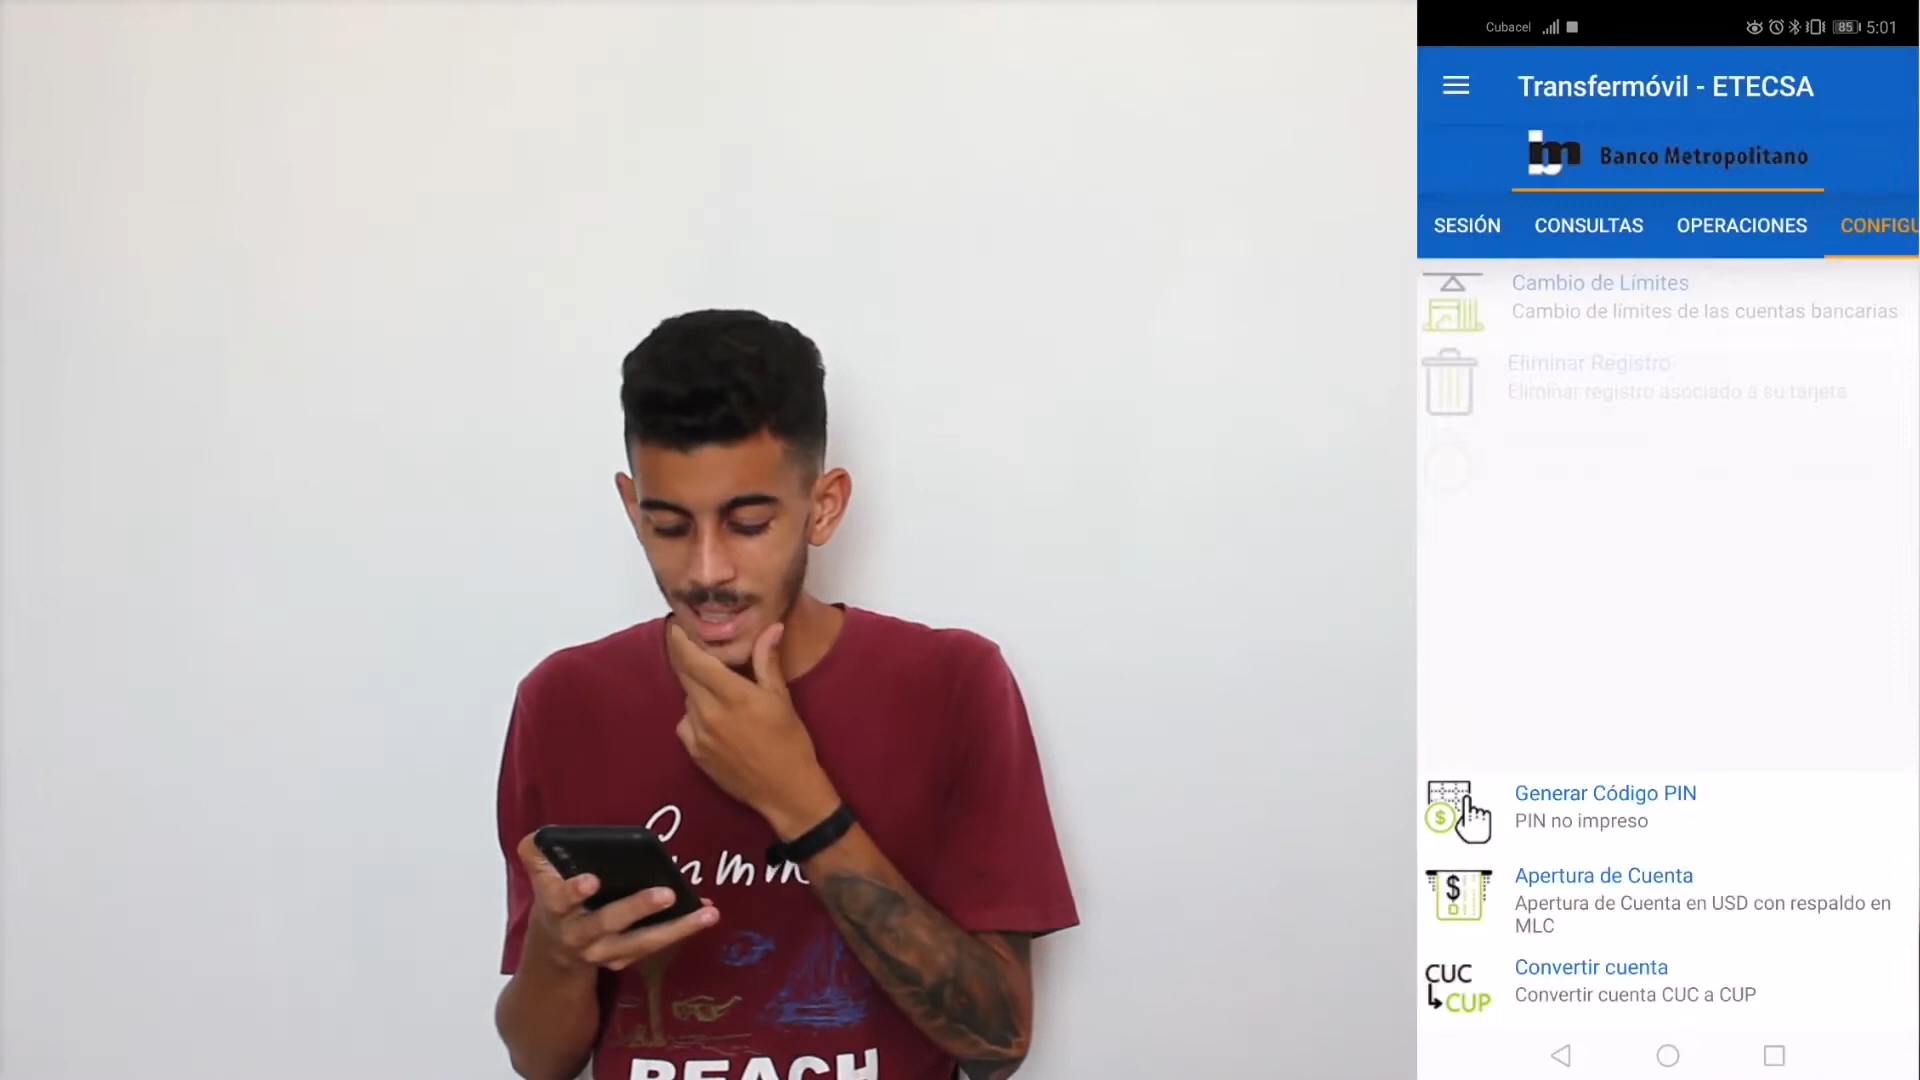 Cubacel
85
5:01
Transfermóvil - ETECSA
bm Banco Metropolitano
SESIÓN CONSULTAS OPERACIONES CONFIGU
Cambio de Límites
Cambio de límites de las cuentas bancarias
Eliminar Registro
Eliminar registro asociado a su tarjeta
Generar Código PIN
PIN no impreso
Apertura de Cuenta
Apertura de Cuenta en USD con respaldo en
MLC
CUC
CUP
Convertir cuenta
Convertir cuenta CUC a CUP
BEACH